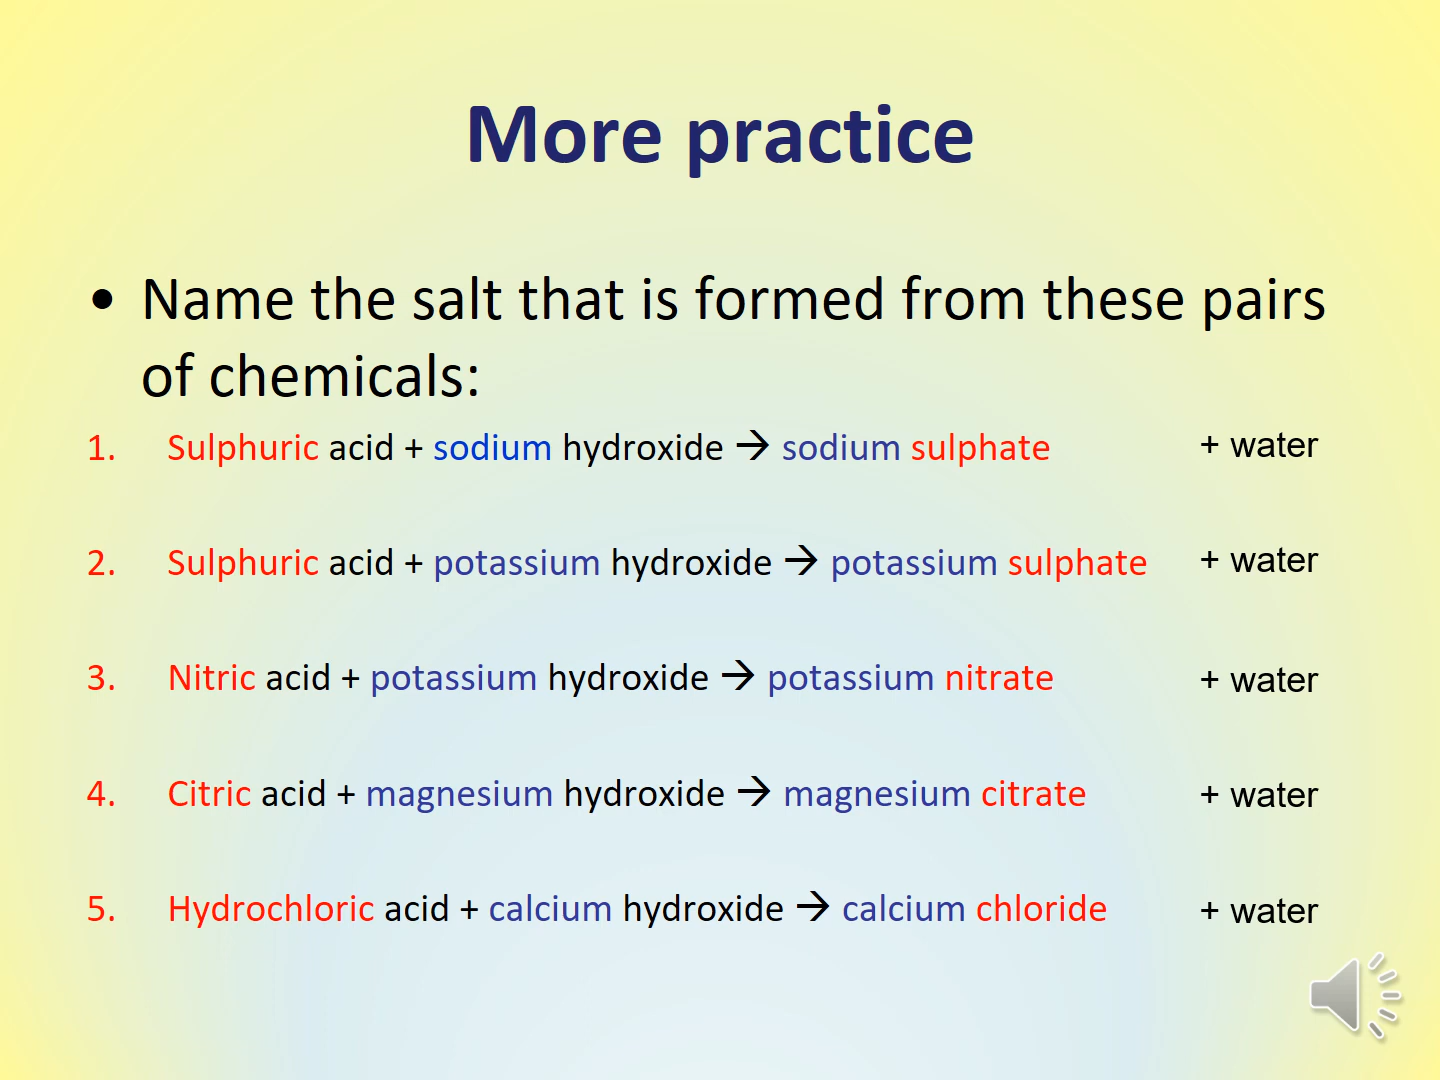 More practice
• Name the salt that is formed from these pairs
of chemicals:
1. Sulphuric acid + sodium hydroxide → sodium sulphate + water
2. Sulphuric acid + potassium hydroxide → potassium sulphate + water
3. Nitric acid + potassium hydroxide → potassium nitrate + water
4. Citric acid + magnesium hydroxide → magnesium citrate + water
5. Hydrochloric acid + calcium hydroxide → calcium chloride + water